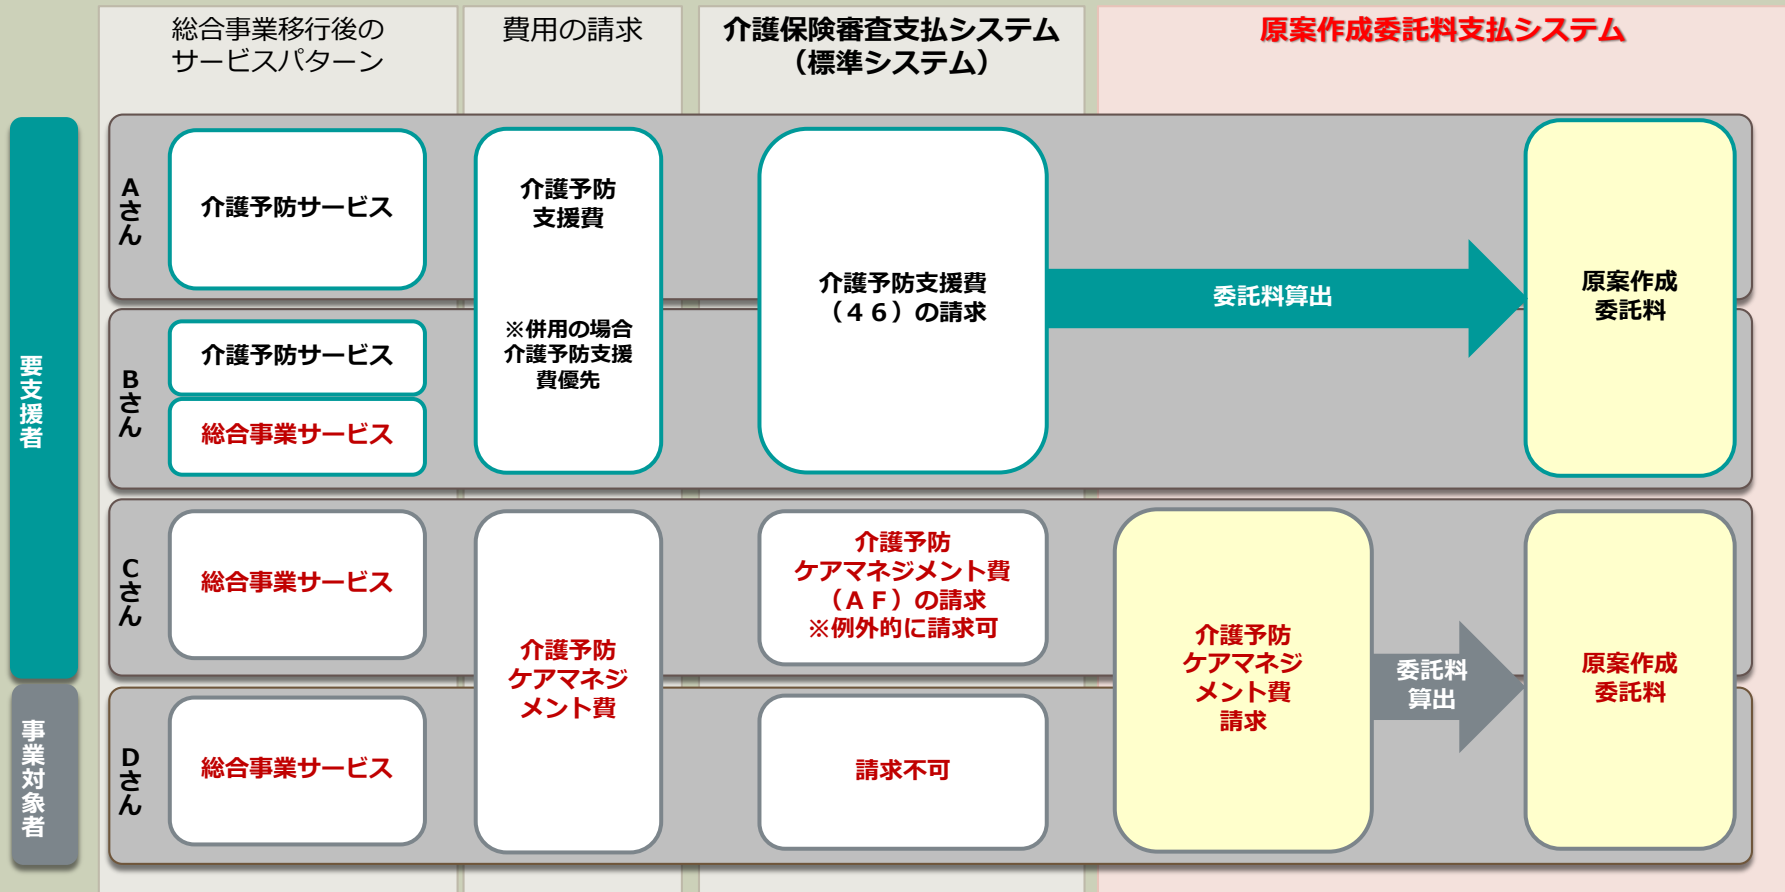 総合事業移行後の
サービスパターン
費用の請求
介護保険審査支払システム
（標準システム）
原案作成委託料支払システム
要支援者
Aさん
介護予防サービス
介護予防
支援費
※併用の場合
介護予防支援
費優先
介護予防支援費
（４６）の請求
委託料算出
原案作成
委託料
Bさん
介護予防サービス
総合事業サービス
Cさん
総合事業サービス
介護予防
ケアマネジ
メント費
介護予防
ケアマネジメント費
（ＡＦ）の請求
※例外的に請求可
介護予防
ケアマネジ
メント費
請求
委託料
算出
原案作成
委託料
事業対象者
Dさん
総合事業サービス
請求不可